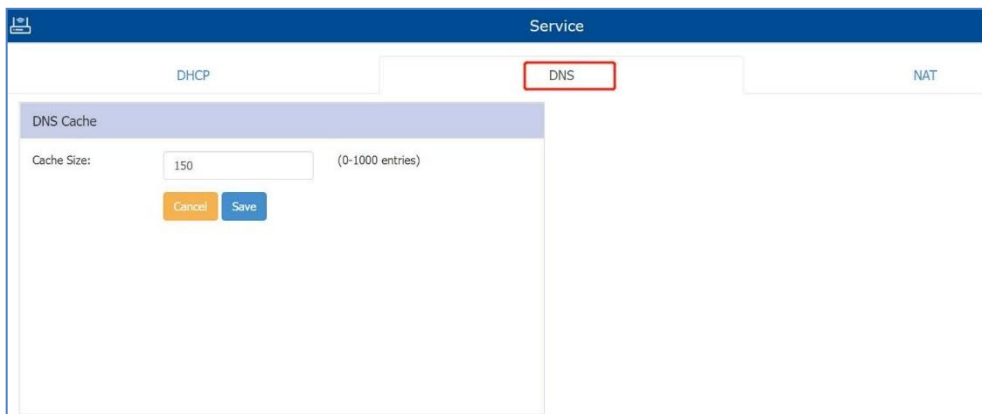 Service
DHCP DNS NAT
DNS Cache
Cache Size: 150 (0-1000 entries)
Cancel Save